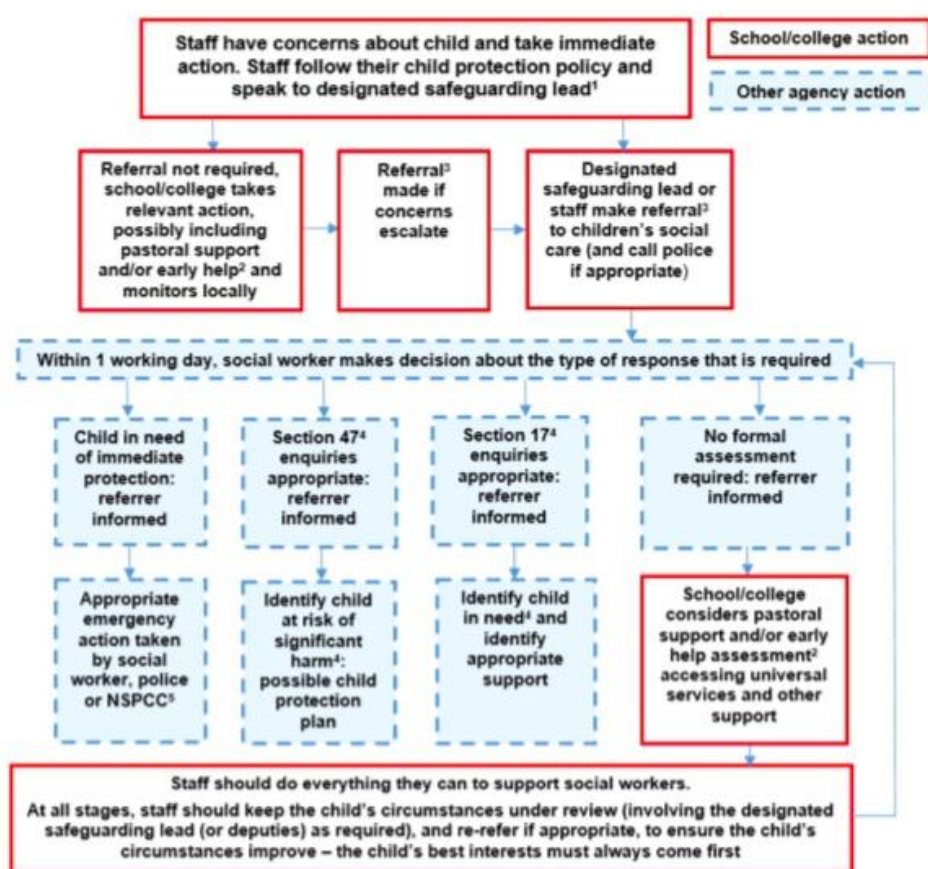 Staff have concerns about child and take immediate
action. Staff follow their child protection policy and
speak to designated safeguarding lead¹
School/college action
Other agency action
Referral not required,
school/college takes
relevant action,
possibly including
pastoral support
and/or early help² and
monitors locally
Referral³
made if
concerns
escalate
Designated
safeguarding lead or
staff make referral³
to children's social
care (and call police
if appropriate)
Within 1 working day, social worker makes decision about the type of response that is required
Child in need
of immediate
protection:
referrer
informed
Section 47⁴
enquiries
appropriate:
referrer
informed
Section 17⁴
enquiries
appropriate:
referrer
informed
No formal
assessment
required: referrer
informed
Appropriate
emergency
action taken
by social
worker, police
or NSPCC⁵
Identify child
at risk of
significant
harm⁴:
possible child
protection
plan
Identify child
in need⁴ and
identify
appropriate
support
School/college
considers pastoral
support and/or early
help assessment²
accessing universal
services and other
support
Staff should do everything they can to support social workers.
At all stages, staff should keep the child's circumstances under review (involving the designated
safeguarding lead (or deputies) as required), and re-refer if appropriate, to ensure the child's
circumstances improve – the child's best interests must always come first